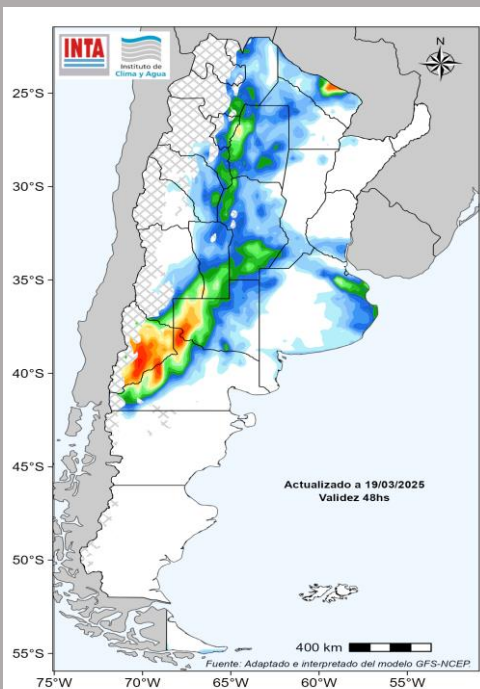 INTA
Instituto de
Clima y Agua
N
25°S
30°S
35°S
40°S
45°S
50°S
55°S
Actualizado a 19/03/2025
Validez 48hs
400 km
Fuente: Adaptado e interpretado del modelo GFS-NCEP.
75°W
70°W
65°W
60°W
55°W